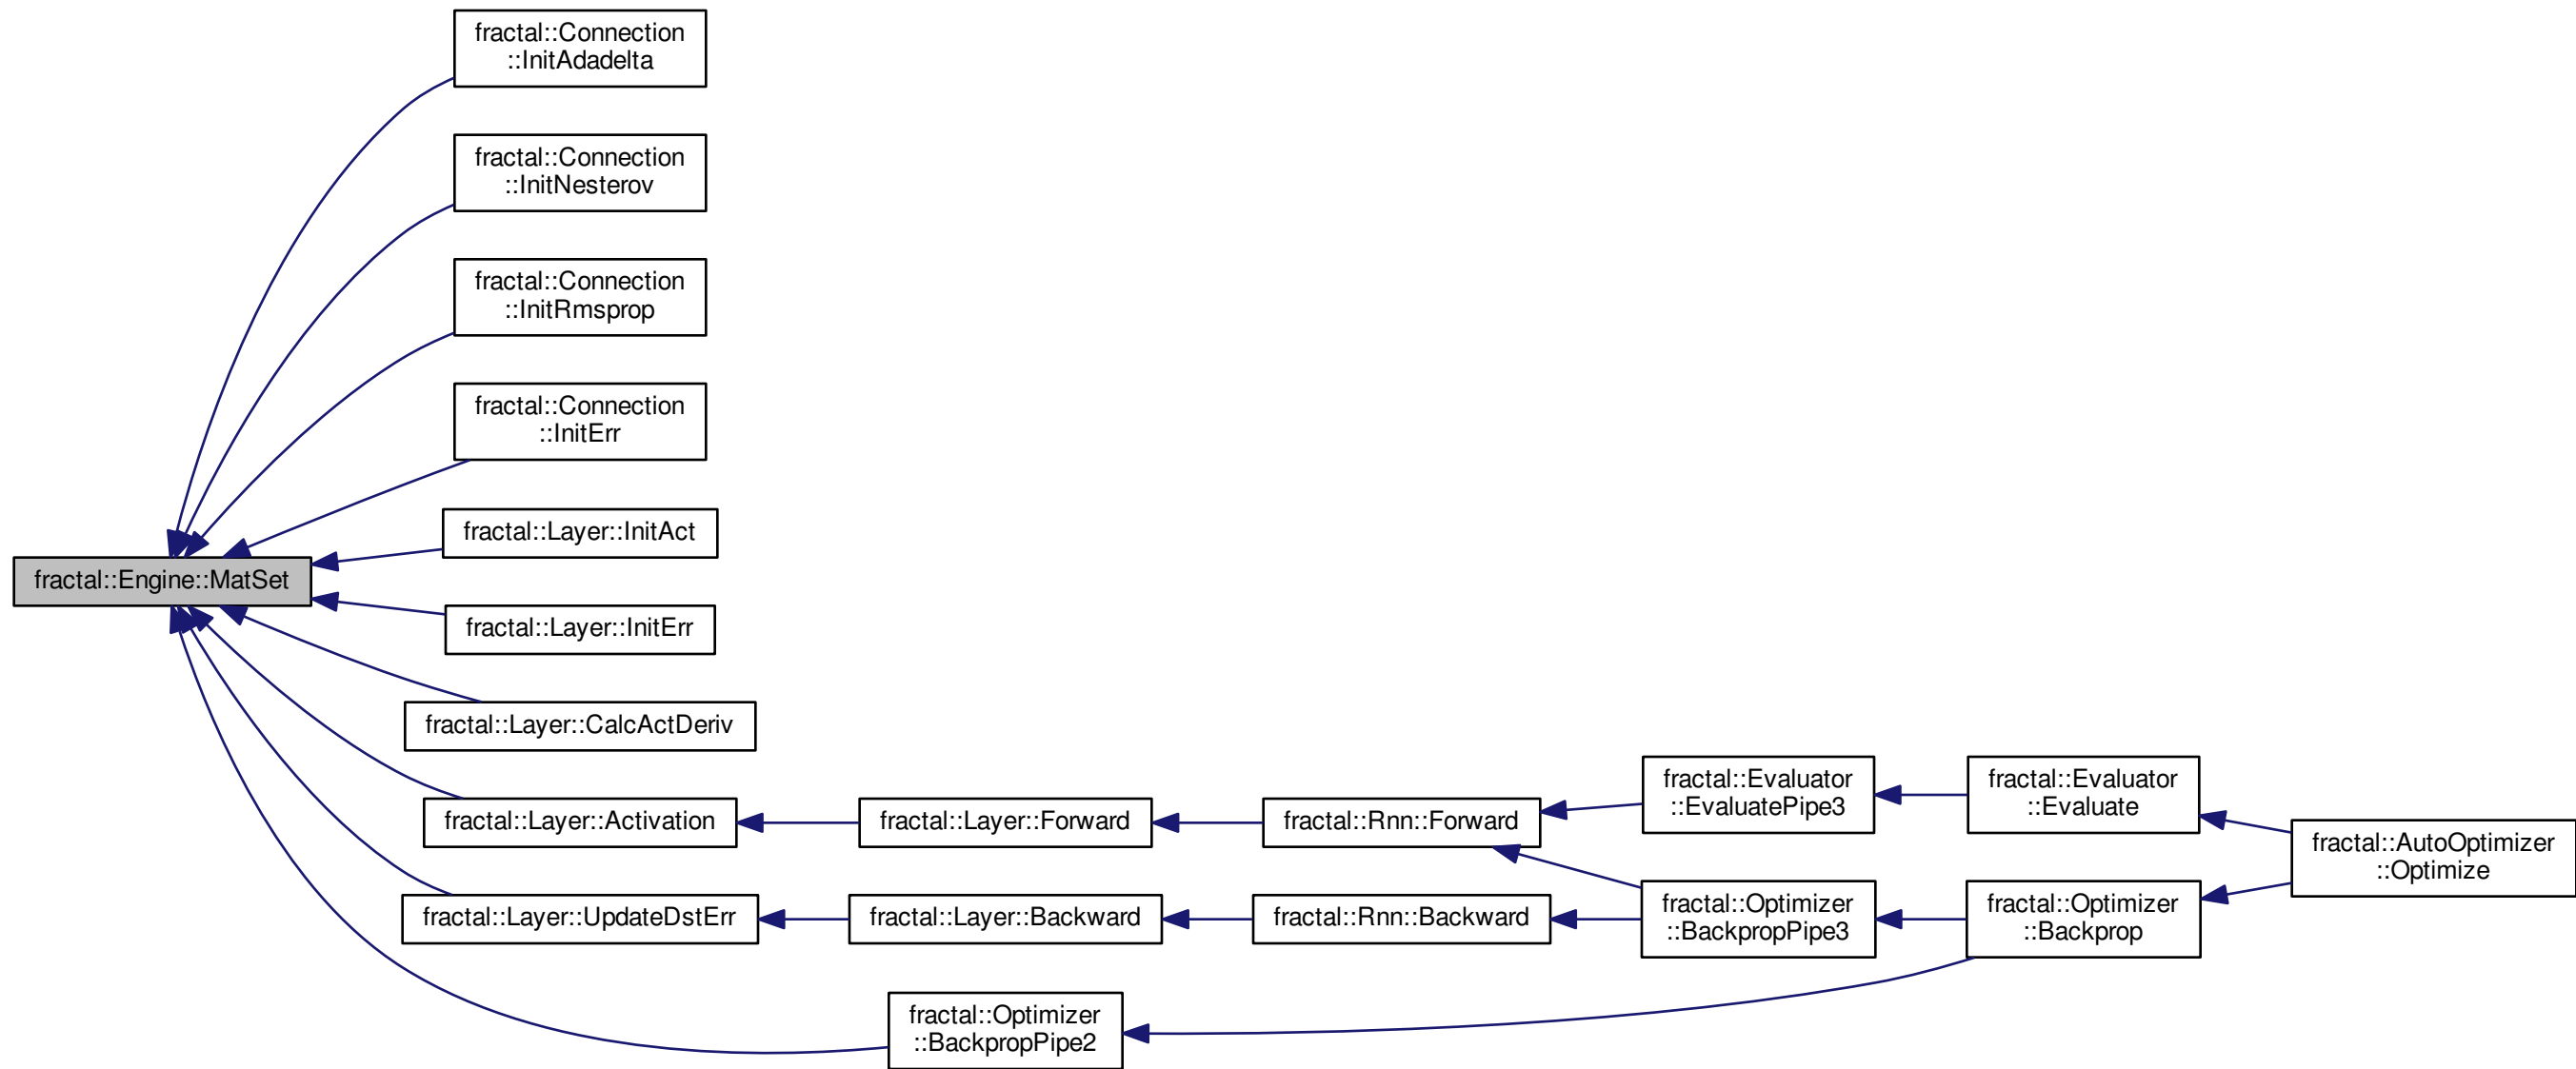 fractal::Connection
::InitAdadelta
fractal::Connection
::InitNesterov
fractal::Connection
::InitRmsprop
fractal::Connection
::InitErr
fractal::Layer::InitAct
fractal::Engine::MatSet
fractal::Layer::InitErr
fractal::Layer::CalcActDeriv
fractal::Layer::Activation
fractal::Layer::Forward
fractal::Rnn::Forward
fractal::Evaluator
::EvaluatePipe3
fractal::Evaluator
::Evaluate
fractal::AutoOptimizer
::Optimize
fractal::Layer::UpdateDstErr
fractal::Layer::Backward
fractal::Rnn::Backward
fractal::Optimizer
::BackpropPipe3
fractal::Optimizer
::Backprop
fractal::Optimizer
::BackpropPipe2